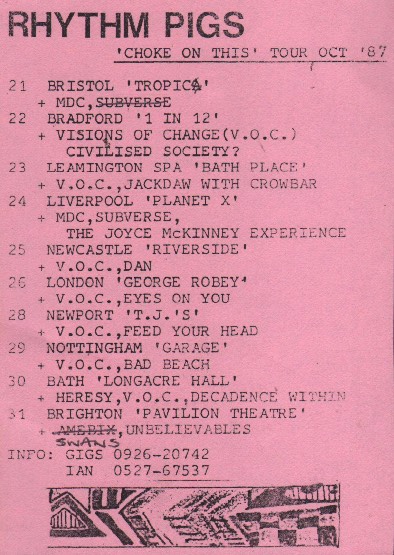 RHYTHM PIGS
'CHOKE ON THIS' TOUR OCT '87
21 BRISTOL 'TROPICA'
+ MDC,SUBVERSE
22 BRADFORD '1 IN 12'
+ VISIONS OF CHANGE(V.O.C.)
CIVILISED SOCIETY?
23 LEAMINGTON SPA 'BATH PLACE'
+ V.O.C.,JACKDAW WITH CROWBAR
24 LIVERPOOL 'PLANET X'
+ MDC,SUBVERSE,
THE JOYCE McKINNEY EXPERIENCE
25 NEWCASTLE 'RIVERSIDE'
+ V.O.C.,DAN
26 LONDON 'GEORGE ROBEY'
+ V.O.C.,EYES ON YOU
28 NEWPORT 'T.J.'S'
+ V.O.C.,FEED YOUR HEAD
29 NOTTINGHAM 'GARAGE'
+ V.O.C.,BAD BEACH
30 BATH 'LONGACRE HALL'
+ HERESY,V.O.C.,DECADENCE WITHIN
31 BRIGHTON 'PAVILION THEATRE'
+ AMEBIX,UNBELIEVABLES
SWANS
INFO: GIGS 0926-20742
IAN 0527-67537